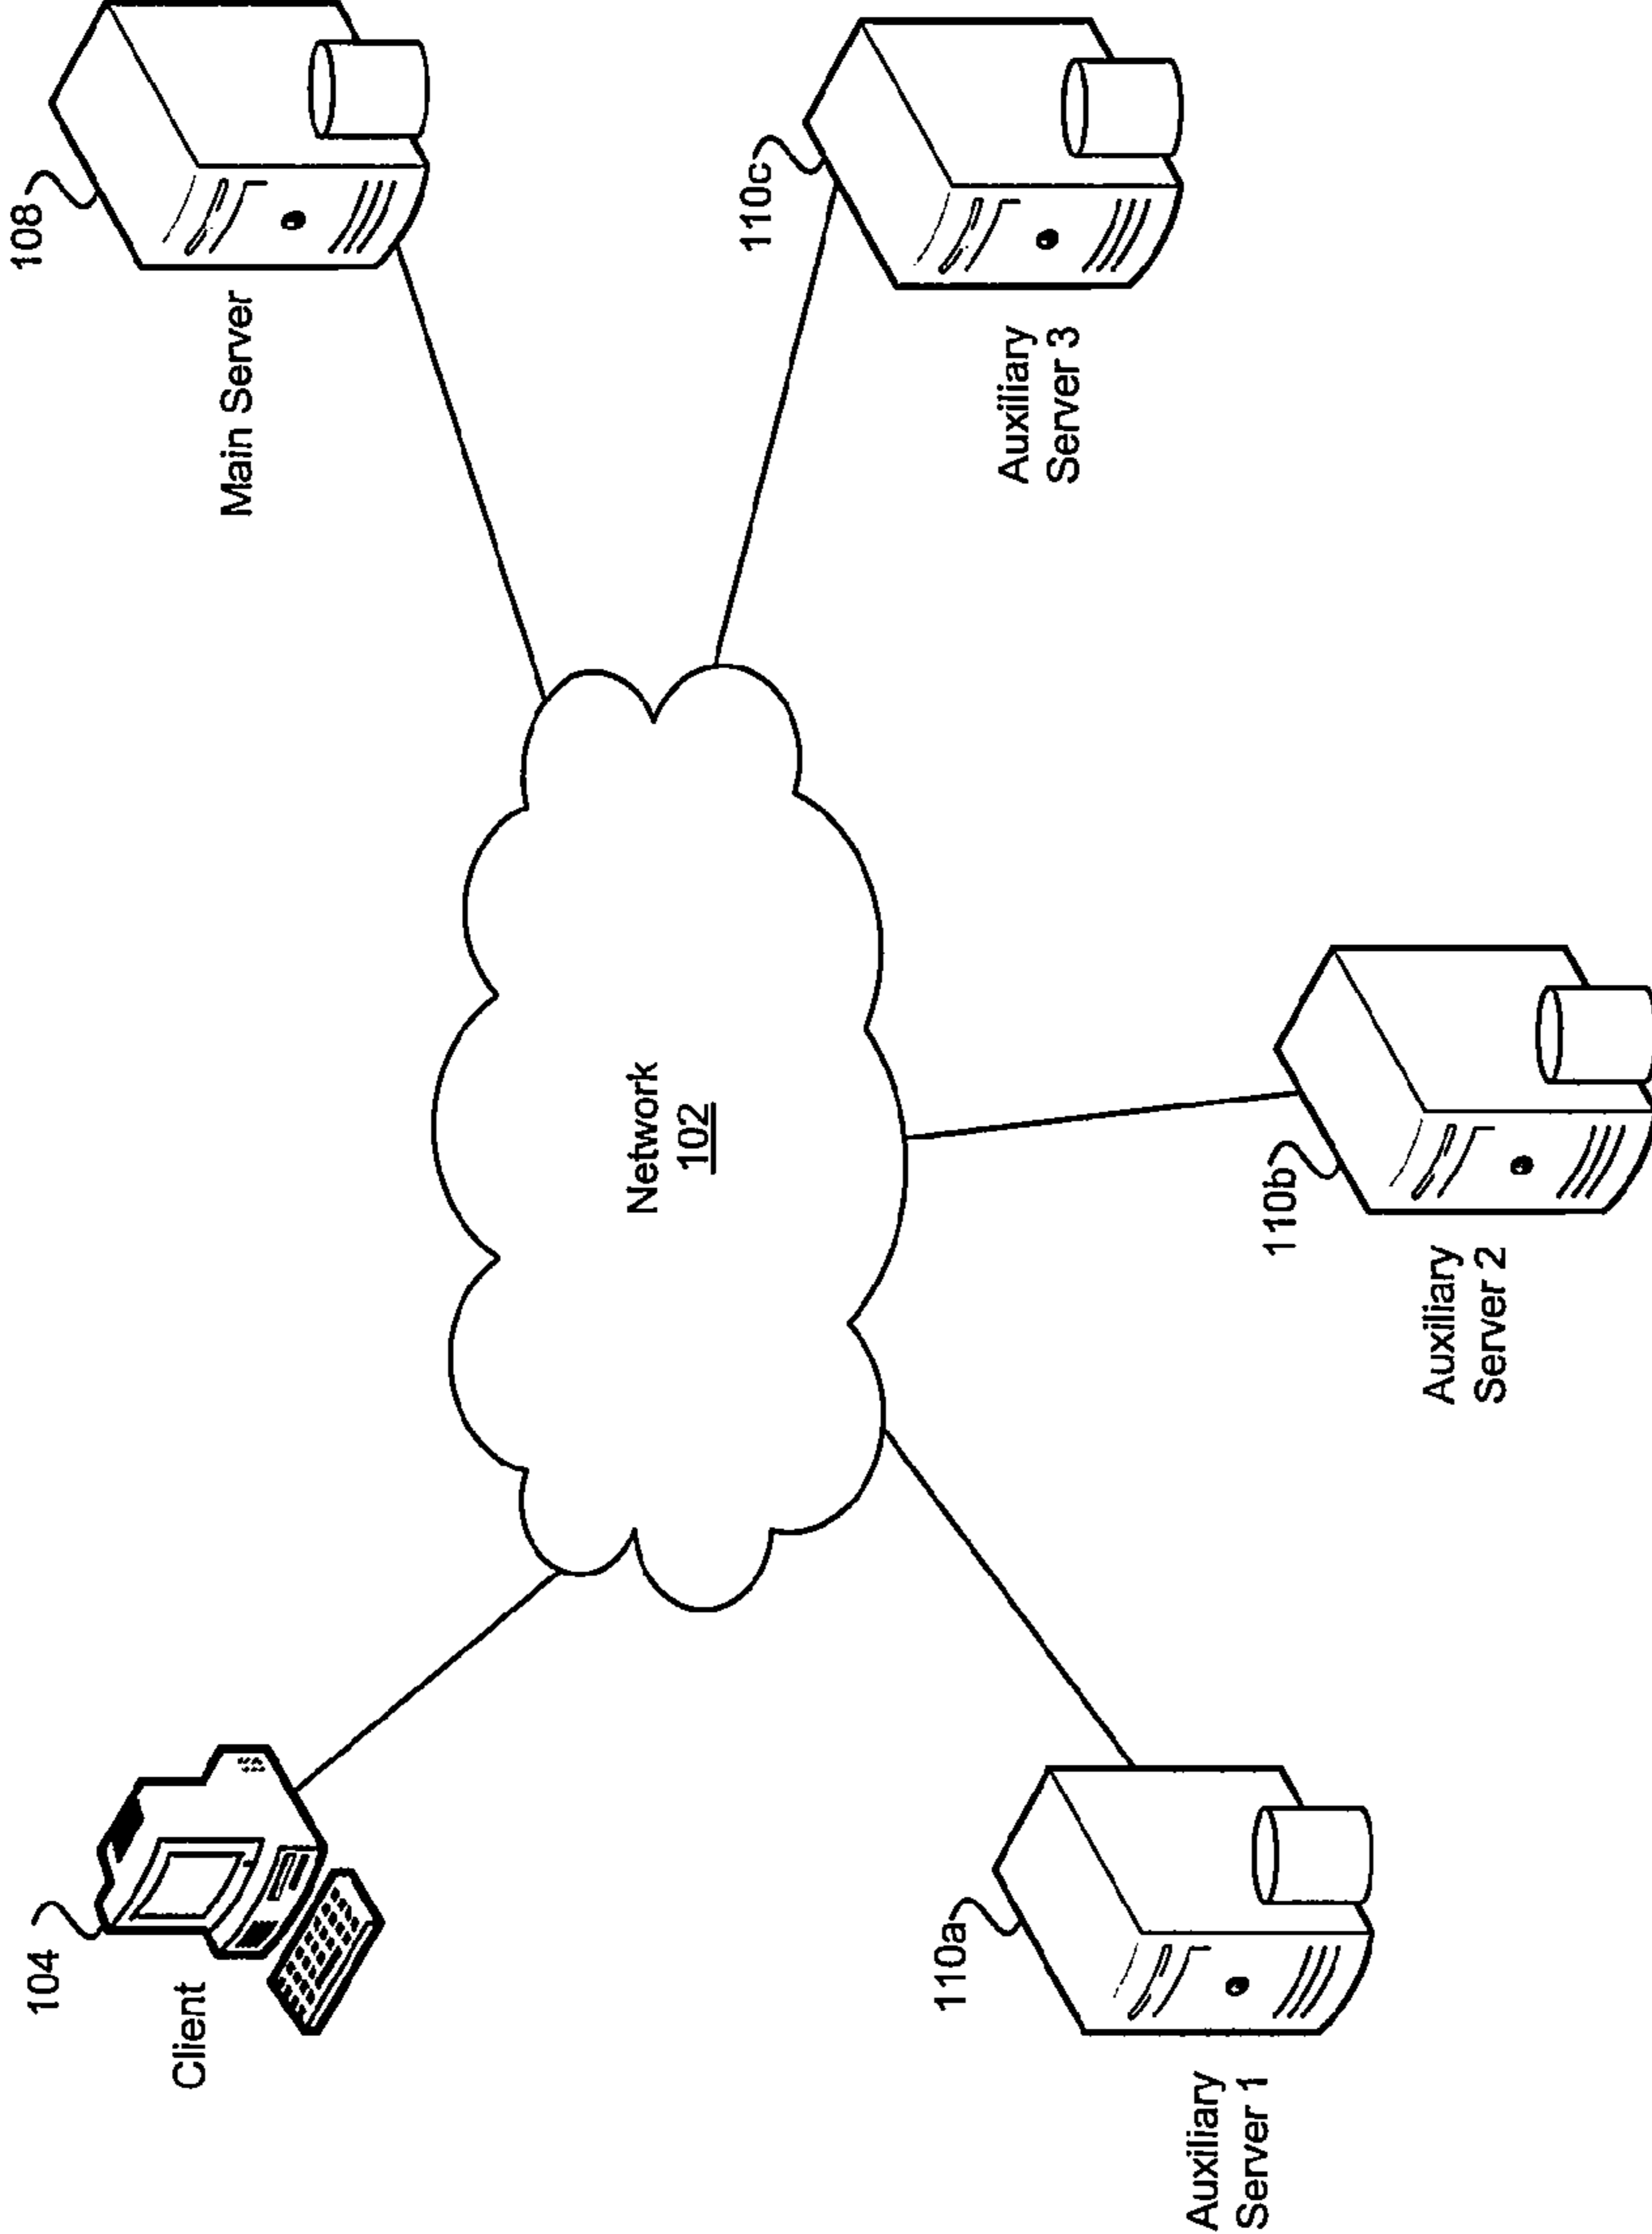 104
Client
108
Main Server
Network
102
110a
Auxiliary
Server 1
110b
Auxiliary
Server 2
110c
Auxiliary
Server 3